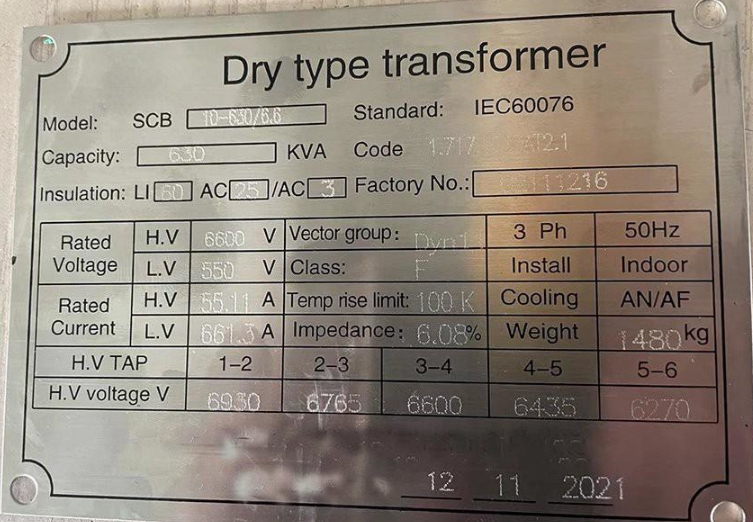 Dry type transformer
Model: SCB 10-630/6.6 Standard: IEC60076
Capacity: 630 KVA Code
Insulation: LI 60 AC 25 /AC 3 Factory No.:
Rated Voltage H.V 6600 V Vector group: 3 Ph 50Hz
L.V 550 V Class: F Install Indoor
Rated Current H.V 55.11 A Temp rise limit: 100 K Cooling AN/AF
L.V 661.3 A Impedance: 6.08% Weight 1480 kg
H.V TAP 1-2 2-3 3-4 4-5 5-6
H.V voltage V 6930 6765 6600 6435 6270
12 11 2021